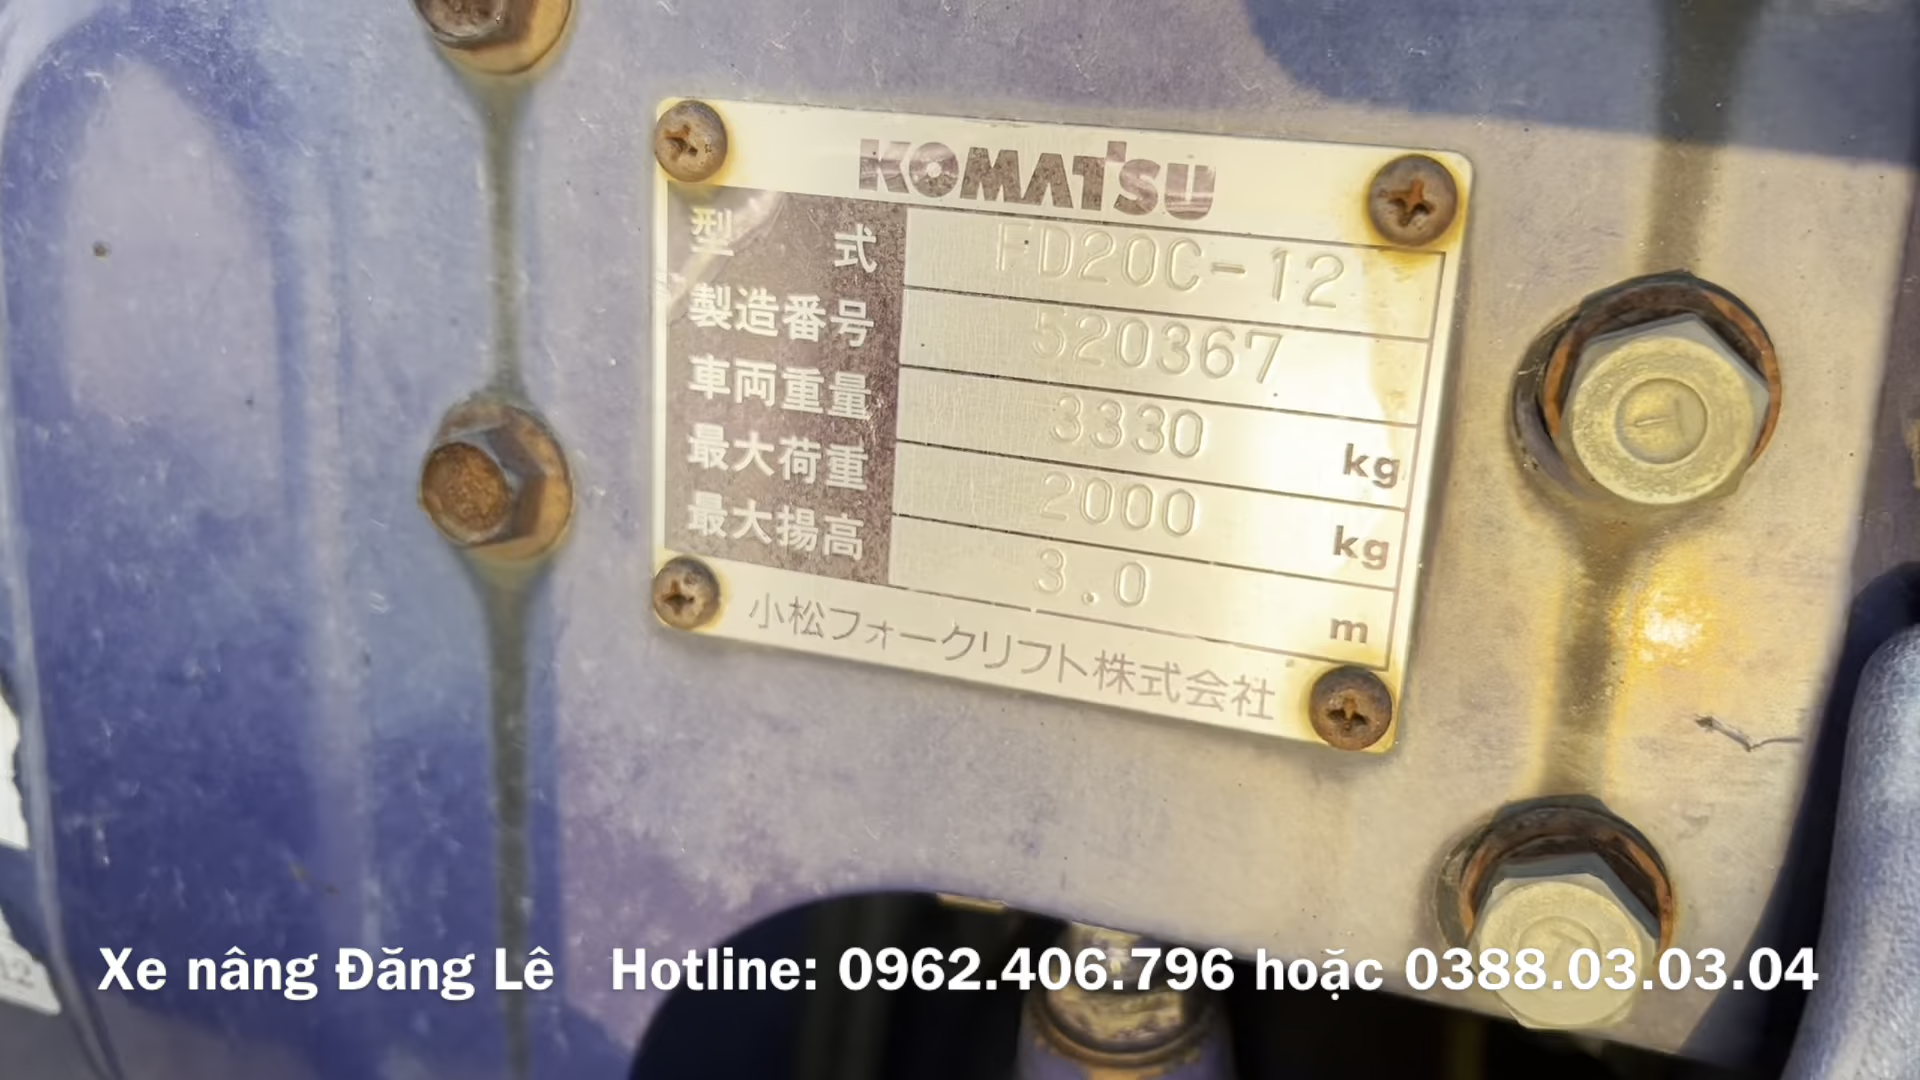 KOMATSU
型式 FD20C-12
製造番号 520367
車両重量 3330 kg
最大荷重 2000 kg
最大揚高 3.0 m
小松フォークリフト株式会社
Xe nâng Đăng Lê Hotline: 0962.406.796 hoặc 0388.03.03.04